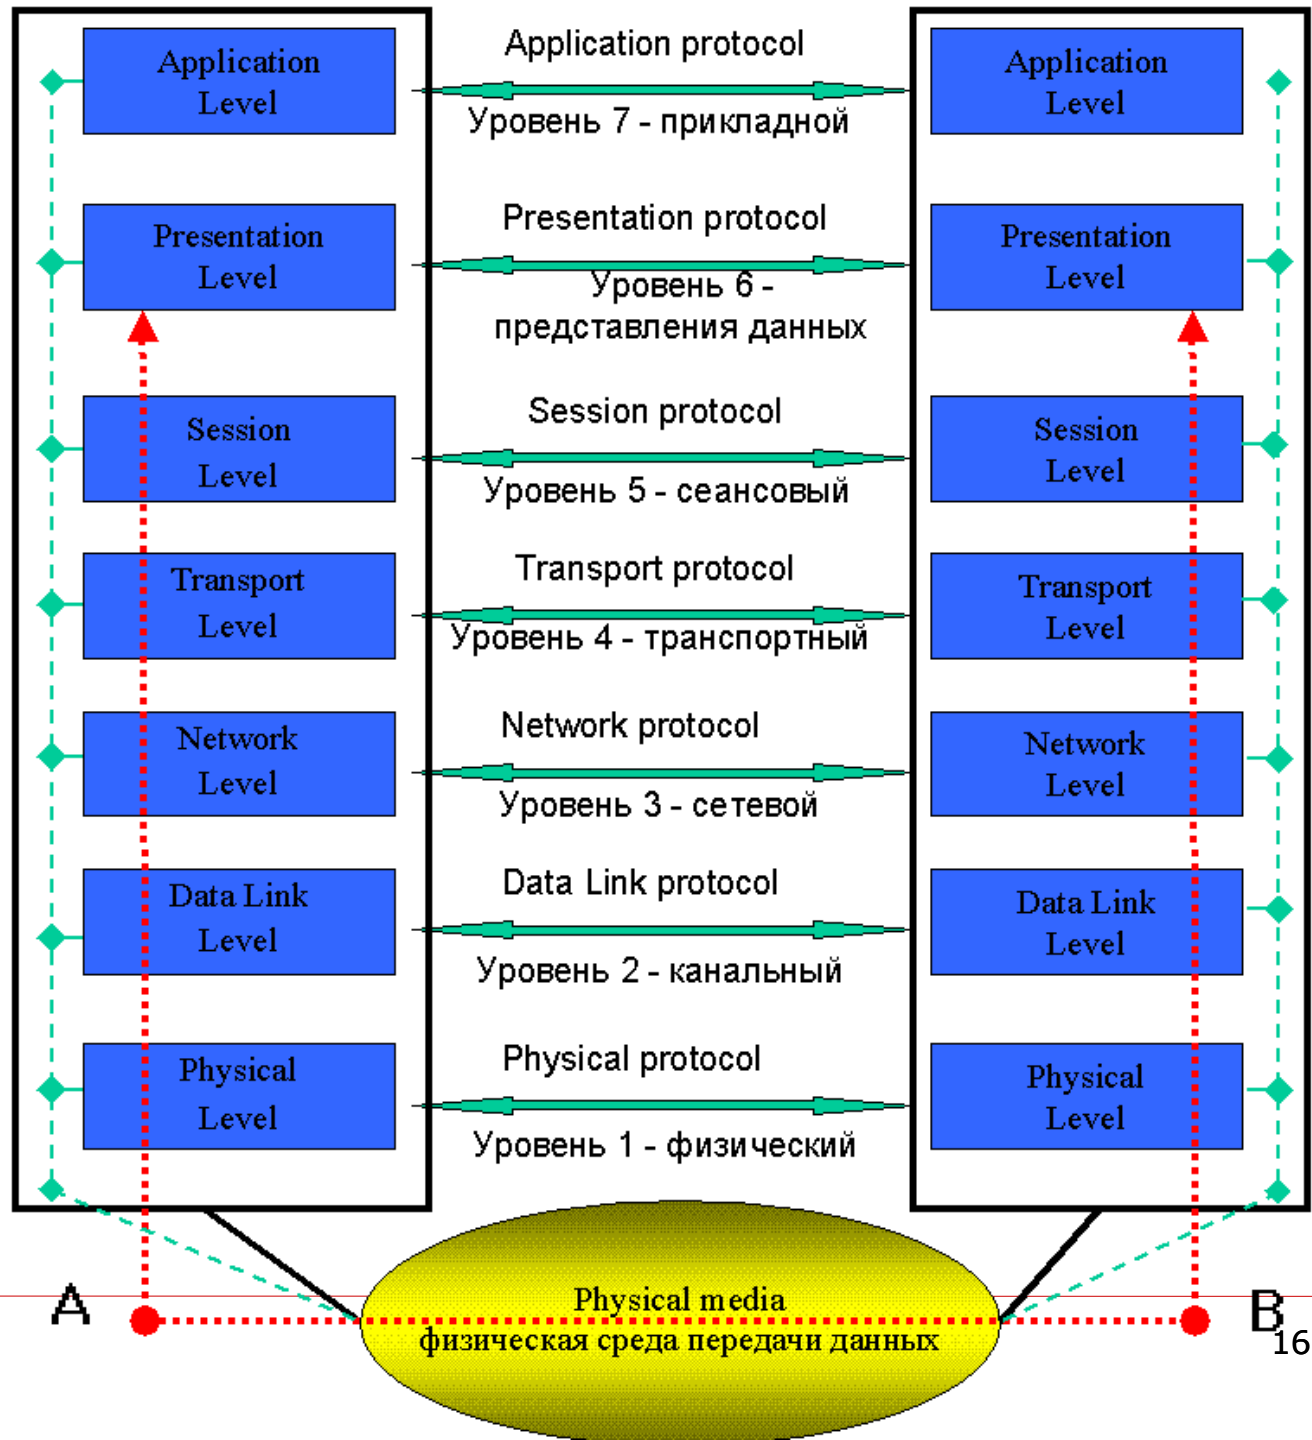 Application protocol
Application
Level
Application
Level
Уровень 7 - прикладной
Presentation protocol
Presentation
Level
Presentation
Level
Уровень 6 -
представления данных
Session protocol
Session
Level
Session
Level
Уровень 5 - сеансовый
Transport protocol
Transport
Level
Transport
Level
Уровень 4 - транспортный
Network protocol
Network
Level
Network
Level
Уровень 3 - сетевой
Data Link protocol
Data Link
Level
Data Link
Level
Уровень 2 - канальный
Physical protocol
Physical
Level
Physical
Level
Уровень 1 - физический
A
Physical media
физическая среда передачи данных
B
16